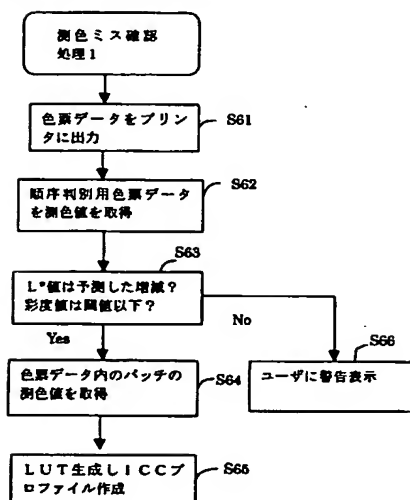 測色ミス確認
処理1
色票データをプリン
タに出力
S61
順序判別用色票データ
を測色値を取得
S62
S63
L*値は予測した増減?
彩度値は閾値以下?
No
Yes
S66
ユーザに警告表示
色票データ内のパッチの
測色値を取得
S64
LUT生成しICCプ
ロファイル作成
S65